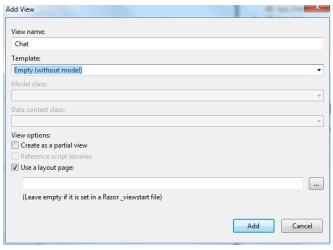 Add View
View name:
Chat
Template:
Empty (without model)
Model class:
Data context class:
View options:
Create as a partial view
Reference script libraries
Use a layout page:
...
(Leave empty if it is set in a Razor _viewstart file)
Add
Cancel